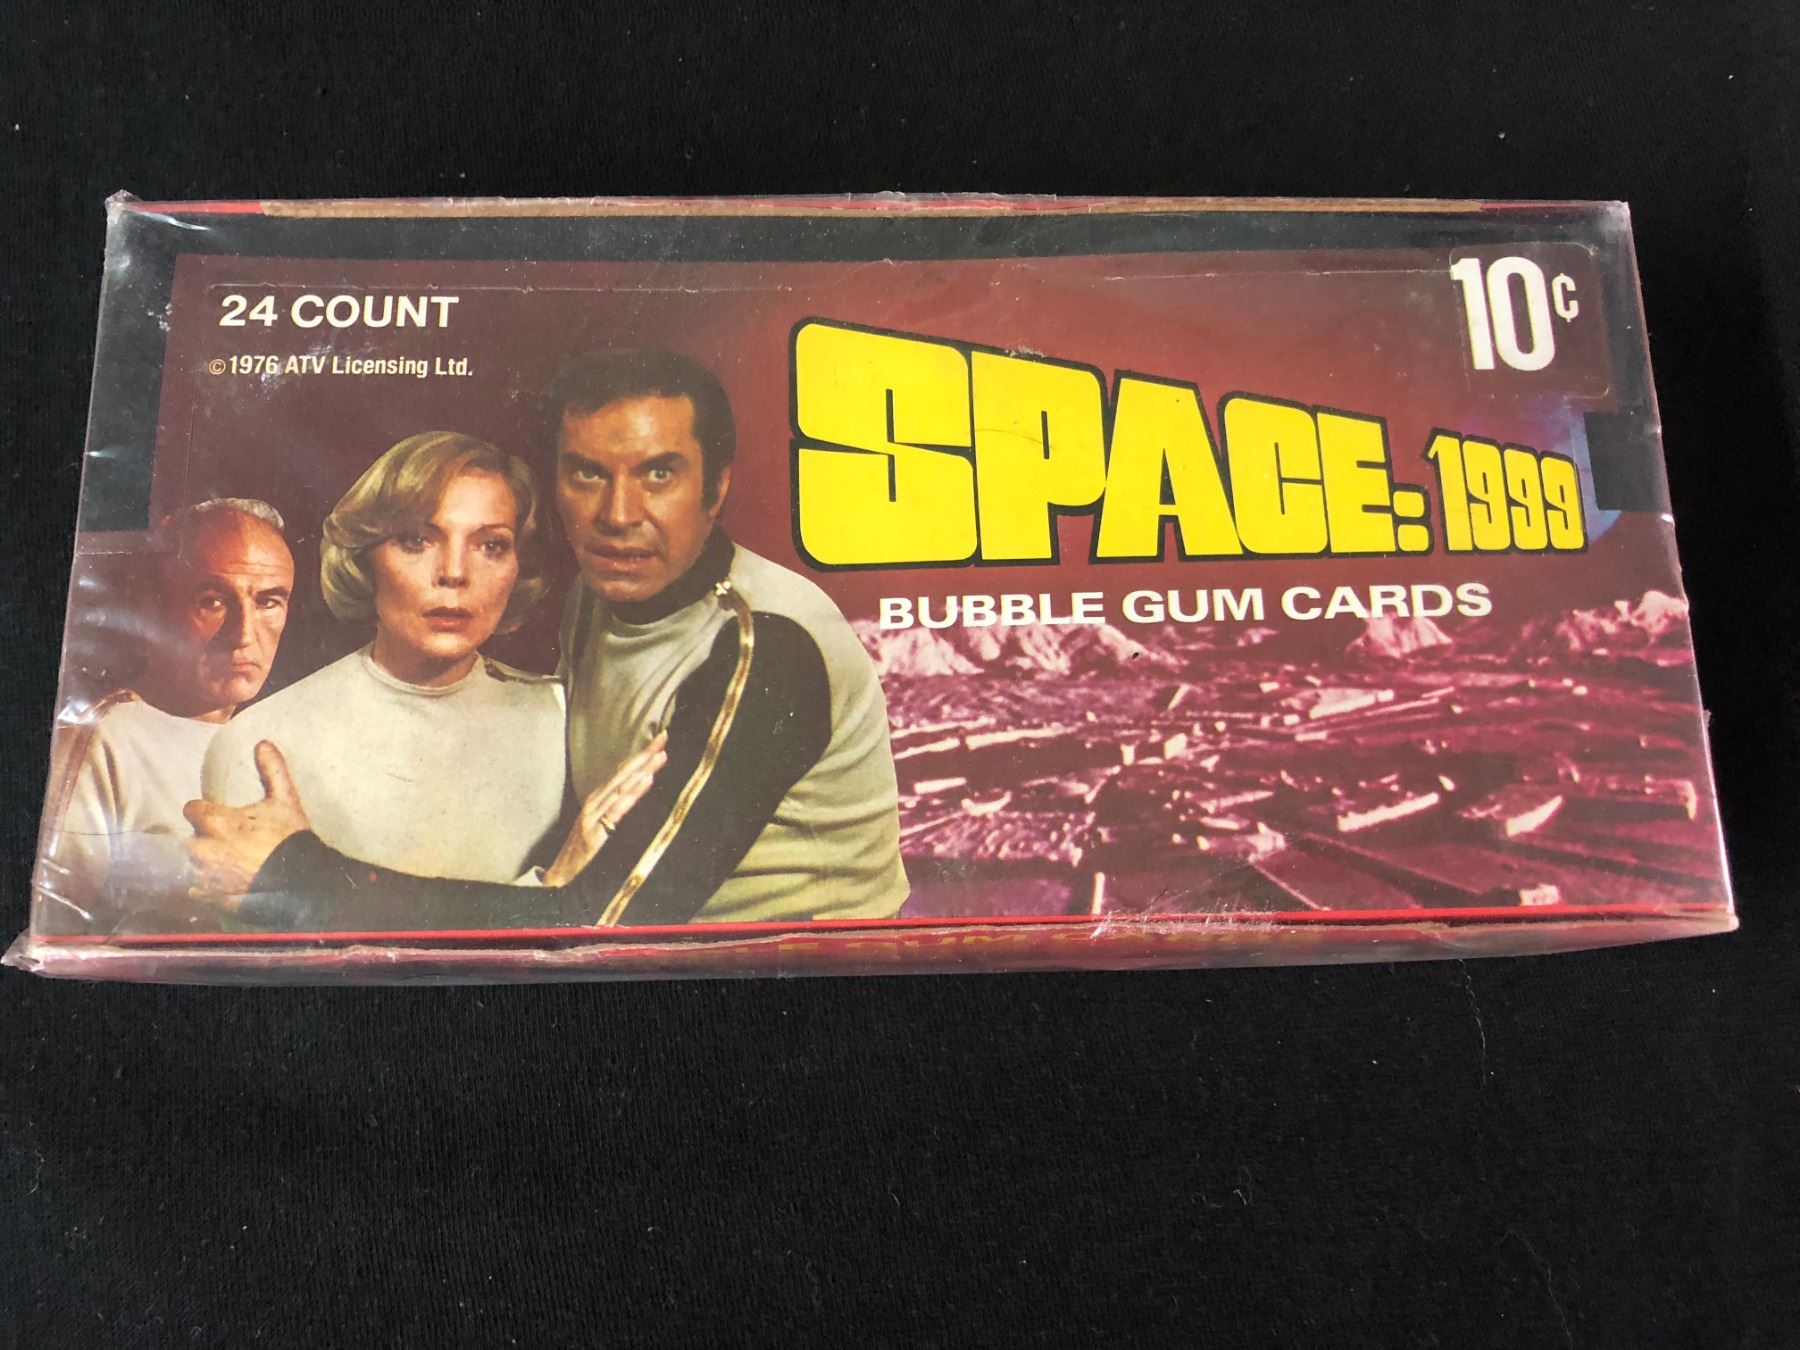 24 COUNT
© 1976 ATV Licensing Ltd.
10¢
SPACE: 1999
BUBBLE GUM CARDS